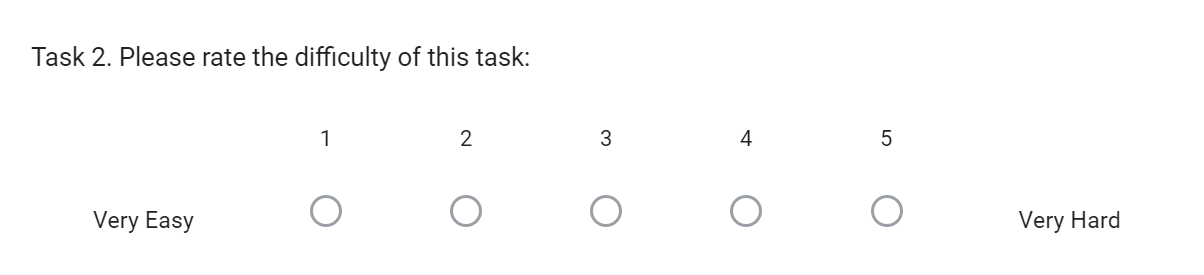 Task 2. Please rate the difficulty of this task:
1 2 3 4 5
Very Easy Very Hard